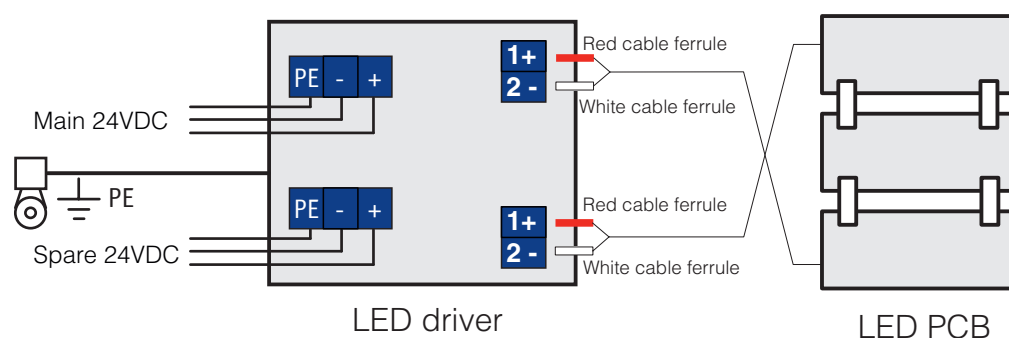 1+
Red cable ferrule
PE - +
2 -
White cable ferrule
Main 24VDC
PE
PE - +
1+
Red cable ferrule
2 -
White cable ferrule
Spare 24VDC
LED driver
LED PCB